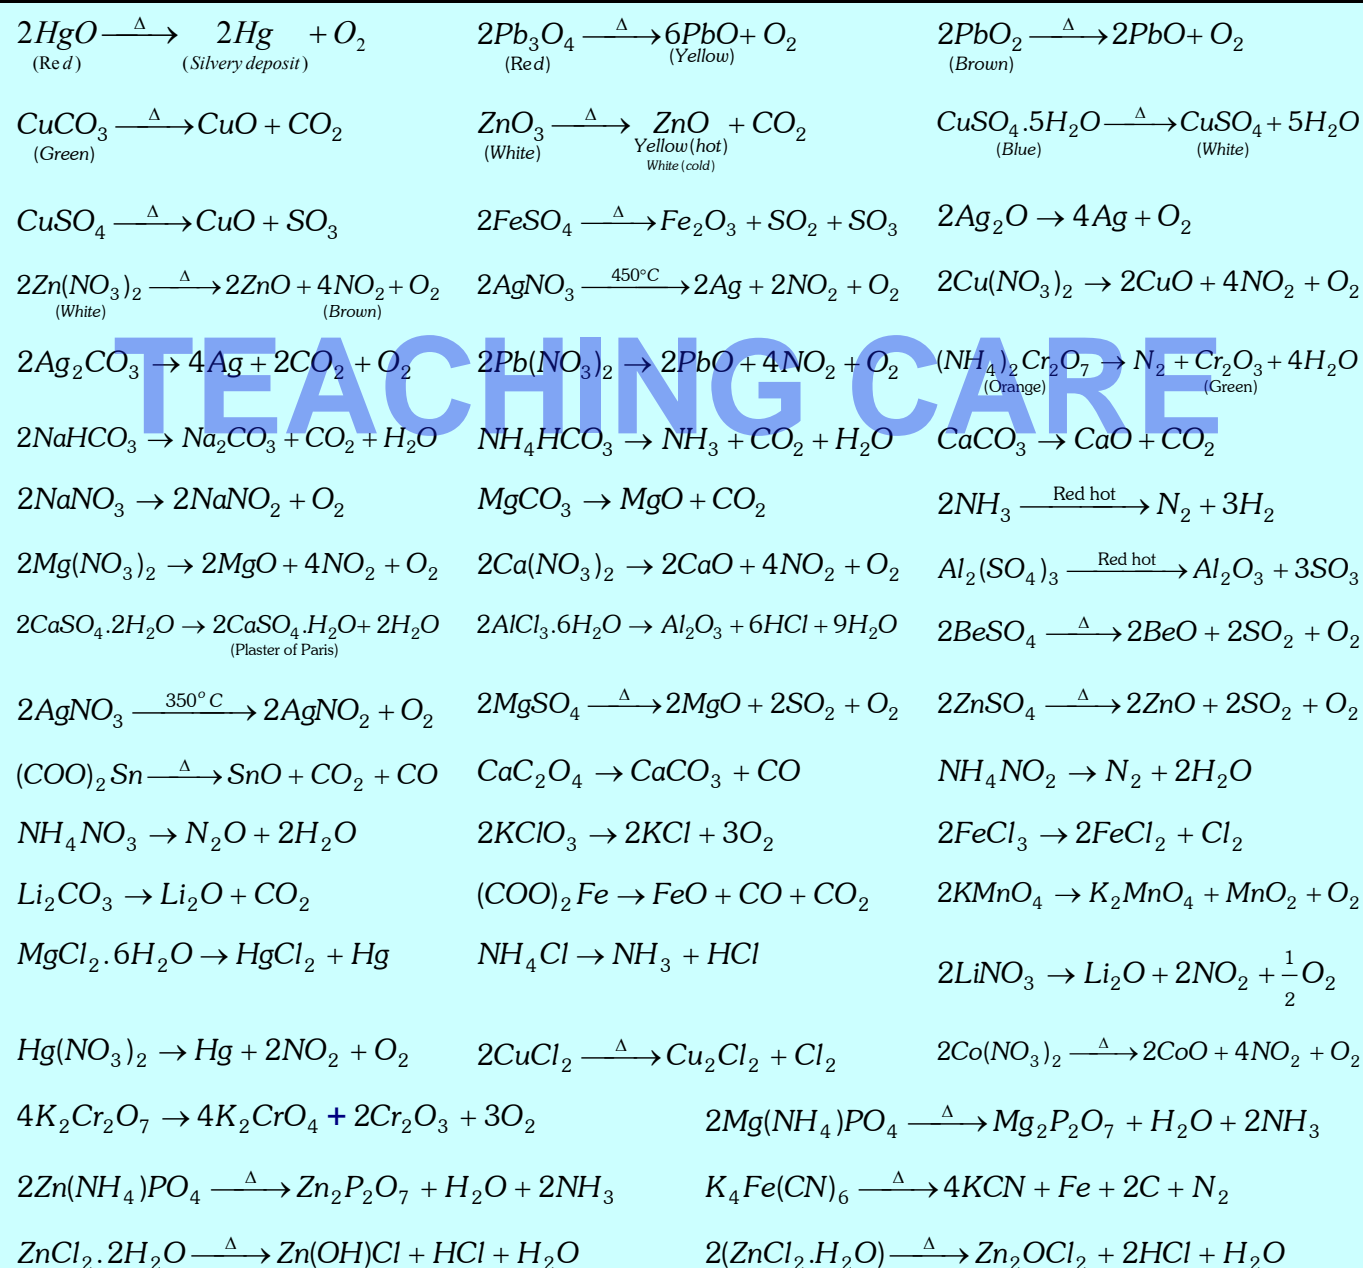 2HgO —Δ→ 2Hg + O₂ 2Pb₃O₄ —Δ→ 6PbO + O₂ 2PbO₂ —Δ→ 2PbO + O₂
(Red) (Silvery deposit) (Red) (Yellow) (Brown)
CuCO₃ —Δ→ CuO + CO₂ ZnO₃ —Δ→ ZnO + CO₂ CuSO₄.5H₂O —Δ→ CuSO₄ + 5H₂O
(Green) (White) Yellow(hot) (Blue) (White)
White(cold)
CuSO₄ —Δ→ CuO + SO₃ 2FeSO₄ —Δ→ Fe₂O₃ + SO₂ + SO₃ 2Ag₂O → 4Ag + O₂
2Zn(NO₃)₂ —Δ→ 2ZnO + 4NO₂ + O₂ 2AgNO₃ —450°C→ 2Ag + 2NO₂ + O₂ 2Cu(NO₃)₂ → 2CuO + 4NO₂ + O₂
(White) (Brown)
TEACHING CARE
2Ag₂CO₃ → 4Ag + 2CO₂ + O₂ 2Pb(NO₃)₂ → 2PbO + 4NO₂ + O₂ (NH₄)₂Cr₂O₇ → N₂ + Cr₂O₃ + 4H₂O
(Orange) (Green)
2NaHCO₃ → Na₂CO₃ + CO₂ + H₂O NH₄HCO₃ → NH₃ + CO₂ + H₂O CaCO₃ → CaO + CO₂
2NaNO₃ → 2NaNO₂ + O₂ MgCO₃ → MgO + CO₂ 2NH₃ —Red hot→ N₂ + 3H₂
2Mg(NO₃)₂ → 2MgO + 4NO₂ + O₂ 2Ca(NO₃)₂ → 2CaO + 4NO₂ + O₂ Al₂(SO₄)₃ —Red hot→ Al₂O₃ + 3SO₃
2CaSO₄.2H₂O → 2CaSO₄.H₂O + 2H₂O 2AlCl₃.6H₂O → Al₂O₃ + 6HCl + 9H₂O 2BeSO₄ —Δ→ 2BeO + 2SO₂ + O₂
(Plaster of Paris)
2AgNO₃ —350°C→ 2AgNO₂ + O₂ 2MgSO₄ —Δ→ 2MgO + 2SO₂ + O₂ 2ZnSO₄ —Δ→ 2ZnO + 2SO₂ + O₂
(COO)₂Sn —Δ→ SnO + CO₂ + CO CaC₂O₄ → CaCO₃ + CO NH₄NO₂ → N₂ + 2H₂O
NH₄NO₃ → N₂O + 2H₂O 2KClO₃ → 2KCl + 3O₂ 2FeCl₃ → 2FeCl₂ + Cl₂
Li₂CO₃ → Li₂O + CO₂ (COO)₂Fe → FeO + CO + CO₂ 2KMnO₄ → K₂MnO₄ + MnO₂ + O₂
MgCl₂.6H₂O → HgCl₂ + Hg NH₄Cl → NH₃ + HCl 2LiNO₃ → Li₂O + 2NO₂ + 1/2 O₂
Hg(NO₃)₂ → Hg + 2NO₂ + O₂ 2CuCl₂ —Δ→ Cu₂Cl₂ + Cl₂ 2Co(NO₃)₂ —Δ→ 2CoO + 4NO₂ + O₂
4K₂Cr₂O₇ → 4K₂CrO₄ + 2Cr₂O₃ + 3O₂ 2Mg(NH₄)PO₄ —Δ→ Mg₂P₂O₇ + H₂O + 2NH₃
2Zn(NH₄)PO₄ —Δ→ Zn₂P₂O₇ + H₂O + 2NH₃ K₄Fe(CN)₆ —Δ→ 4KCN + Fe + 2C + N₂
ZnCl₂.2H₂O —Δ→ Zn(OH)Cl + HCl + H₂O 2(ZnCl₂.H₂O) —Δ→ Zn₂OCl₂ + 2HCl + H₂O